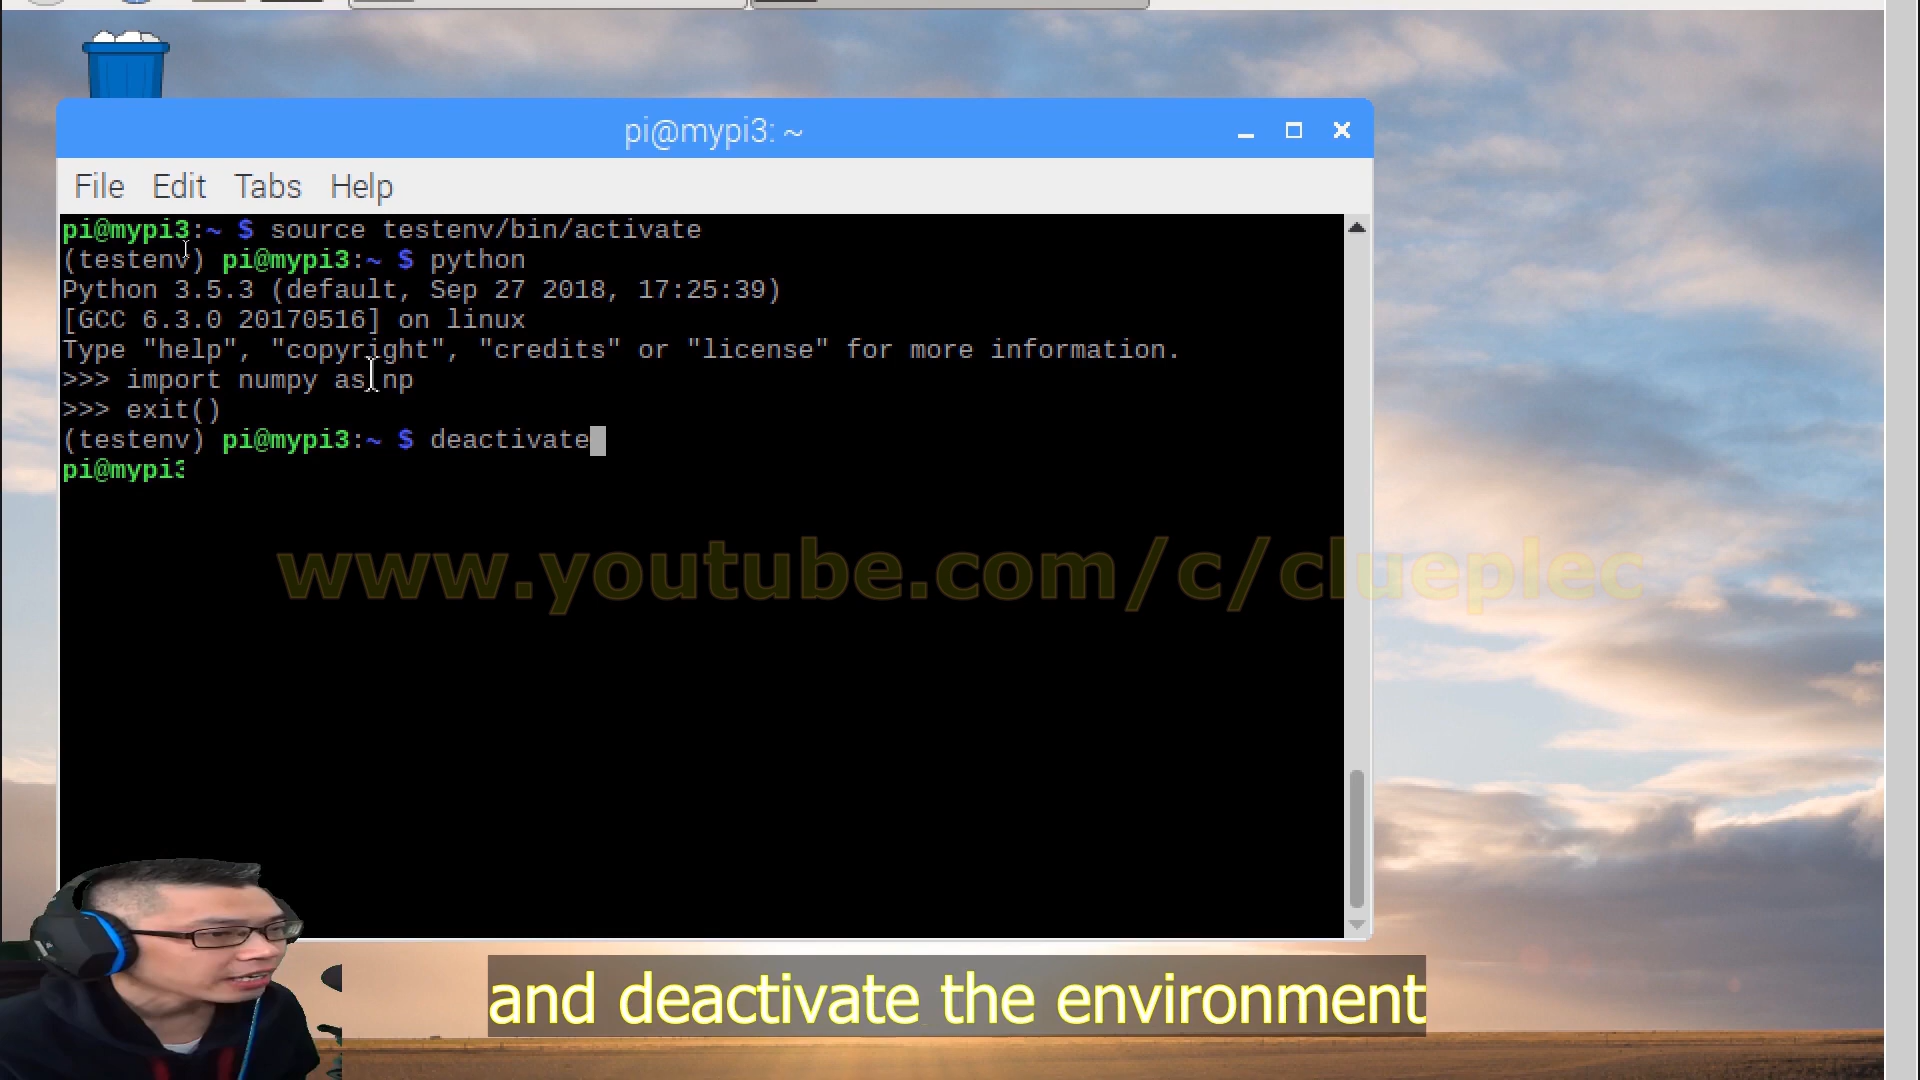 pi@mypi3: ~
File Edit Tabs Help
pi@mypi3:~ $ source testenv/bin/activate
(testenv) pi@mypi3:~ $ python
Python 3.5.3 (default, Sep 27 2018, 17:25:39)
[GCC 6.3.0 20170516] on linux
Type "help", "copyright", "credits" or "license" for more information.
>>> import numpy as np
>>> exit()
(testenv) pi@mypi3:~ $ deactivate
pi@mypi3
www.youtube.com/c/clueplec
and deactivate the environment